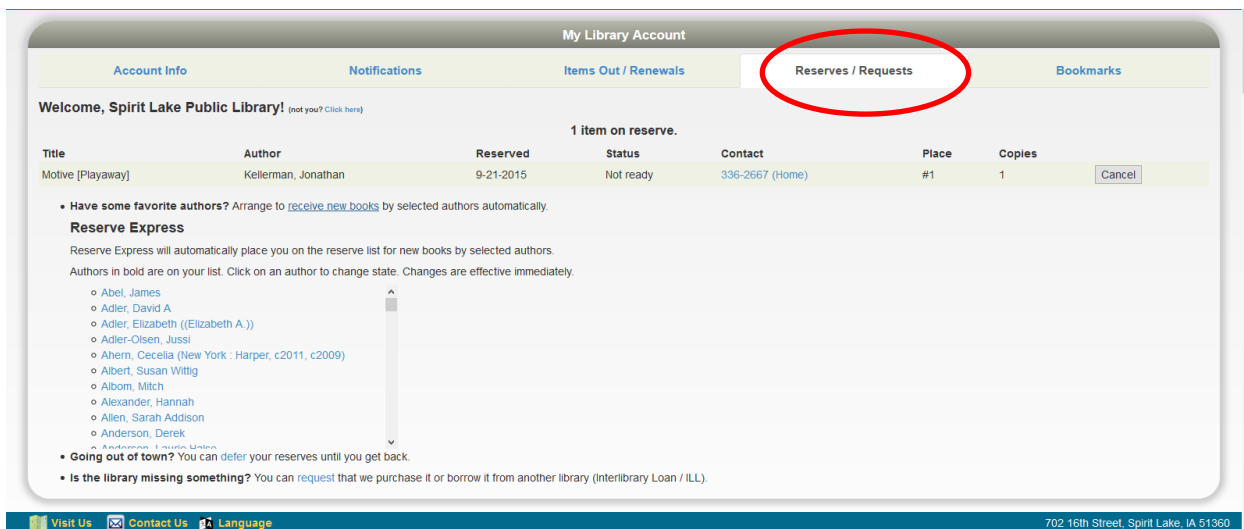 My Library Account
Account Info Notifications Items Out / Renewals Reserves / Requests Bookmarks
Welcome, Spirit Lake Public Library! (not you? Click here)
1 item on reserve.
Title Author Reserved Status Contact Place Copies
Motive [Playaway] Kellerman, Jonathan 9-21-2015 Not ready 336-2667 (Home) #1 1 Cancel
• Have some favorite authors? Arrange to receive new books by selected authors automatically.
Reserve Express
Reserve Express will automatically place you on the reserve list for new books by selected authors.
Authors in bold are on your list. Click on an author to change state. Changes are effective immediately.
Abel, James
Adler, David A
Adler, Elizabeth ((Elizabeth A.))
Adler-Olsen, Jussi
Ahern, Cecelia (New York : Harper, c2011, c2009)
Albert, Susan Wittig
Albom, Mitch
Alexander, Hannah
Allen, Sarah Addison
Anderson, Derek
Anderson, Laurie Halse
• Going out of town? You can defer your reserves until you get back.
• Is the library missing something? You can request that we purchase it or borrow it from another library (Interlibrary Loan / ILL).
Visit Us Contact Us Language 702 16th Street, Spirit Lake, IA 51360